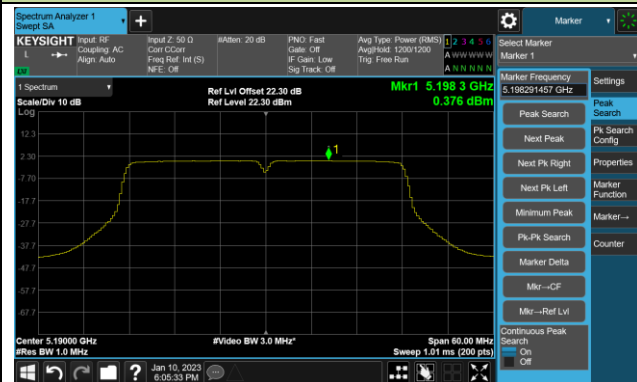 Spectrum Analyzer 1
Swept SA
Marker
KEYSIGHT
Input: RF
Coupling: AC
Align: Auto
Input Z: 50 Ω
Corr CCorr
Freq Ref: Int (S)
NFE: Off
#Atten: 20 dB
PNO: Fast
Gate: Off
IF Gain: Low
Sig Track: Off
Avg Type: Power (RMS)
Avg|Hold: 1200/1200
Trig: Free Run
1 2 3 4 5 6
A W W W W W
A N N N N N
L
Select Marker
Marker 1
1 Spectrum
Scale/Div 10 dB
Log
Ref Lvl Offset 22.30 dB
Ref Level 22.30 dBm
Mkr1 5.198 3 GHz
0.376 dBm
1
12.3
2.30
-7.70
-17.7
-27.7
-37.7
-47.7
-57.7
-67.7
Center 5.19000 GHz
#Res BW 1.0 MHz
#Video BW 3.0 MHz*
Span 60.00 MHz
Sweep 1.01 ms (200 pts)
Marker Frequency
5.198291457 GHz
Peak Search
Next Peak
Next Pk Right
Next Pk Left
Minimum Peak
Pk-Pk Search
Marker Delta
Mkr→CF
Mkr→Ref Lvl
Continuous Peak
Search
On
Off
Settings
Peak
Search
Pk Search
Config
Properties
Marker
Function
Marker→
Counter
Jan 10, 2023
6:05:33 PM